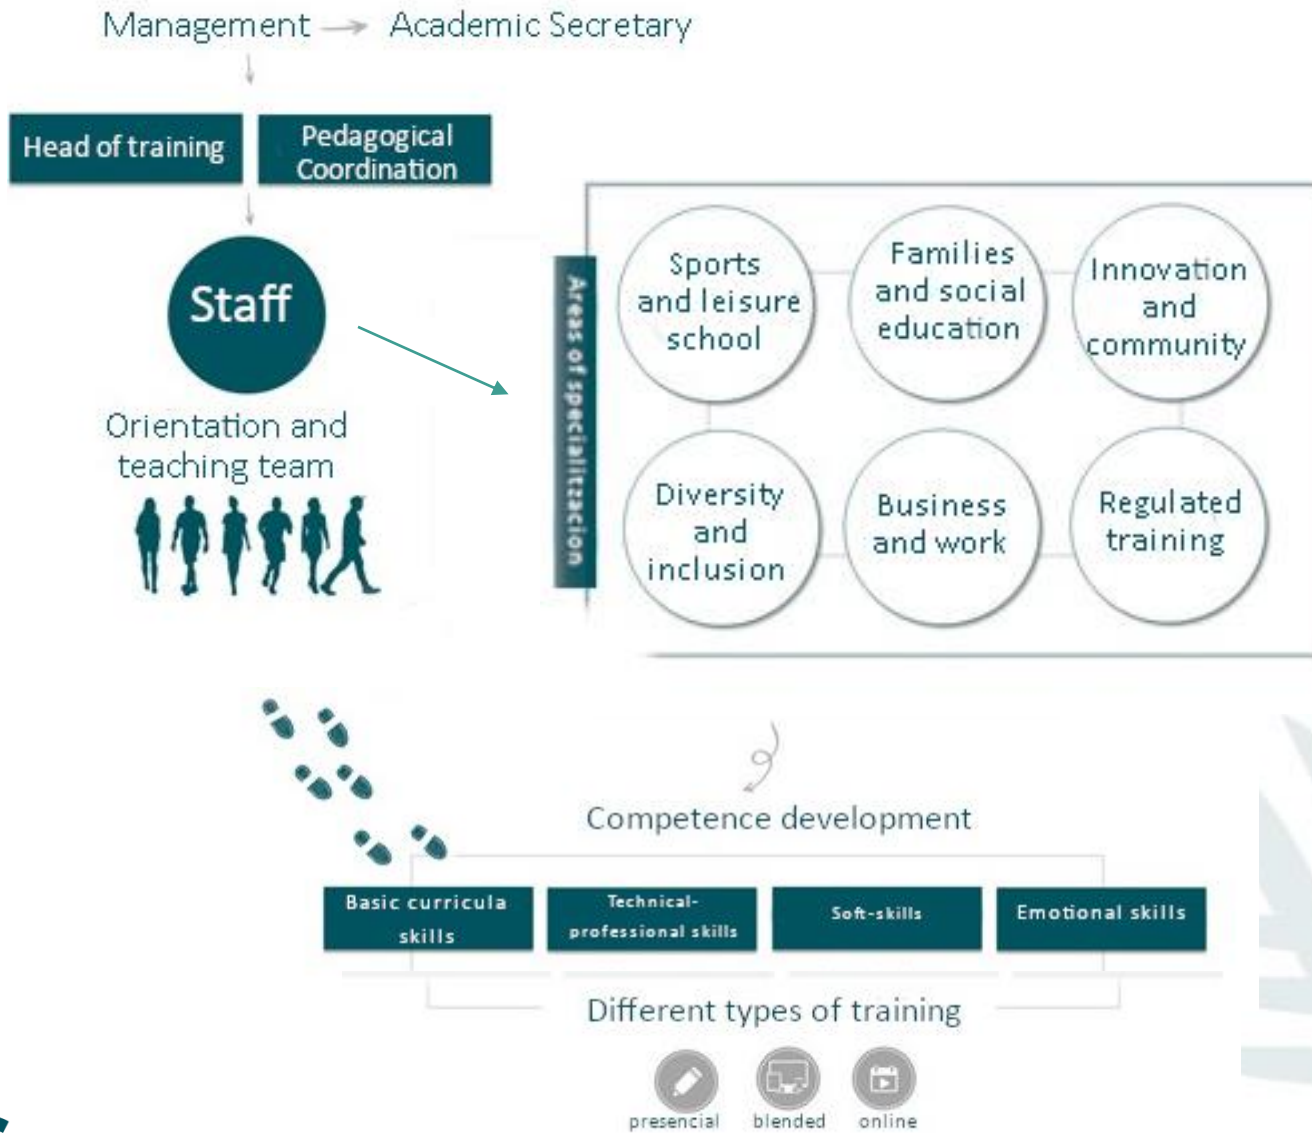 Management
Academic Secretary
Head of training
Pedagogical
Coordination
Staff
Orientation and
teaching team
Areas of specialitzacion
Sports
and leisure
school
Families
and social
education
Innovation
and
community
Diversity
and
inclusion
Business
and work
Regulated
training
Competence development
Basic curricula
skills
Technical-
professional skills
Soft-skills
Emotional skills
Different types of training
presencial
blended
online